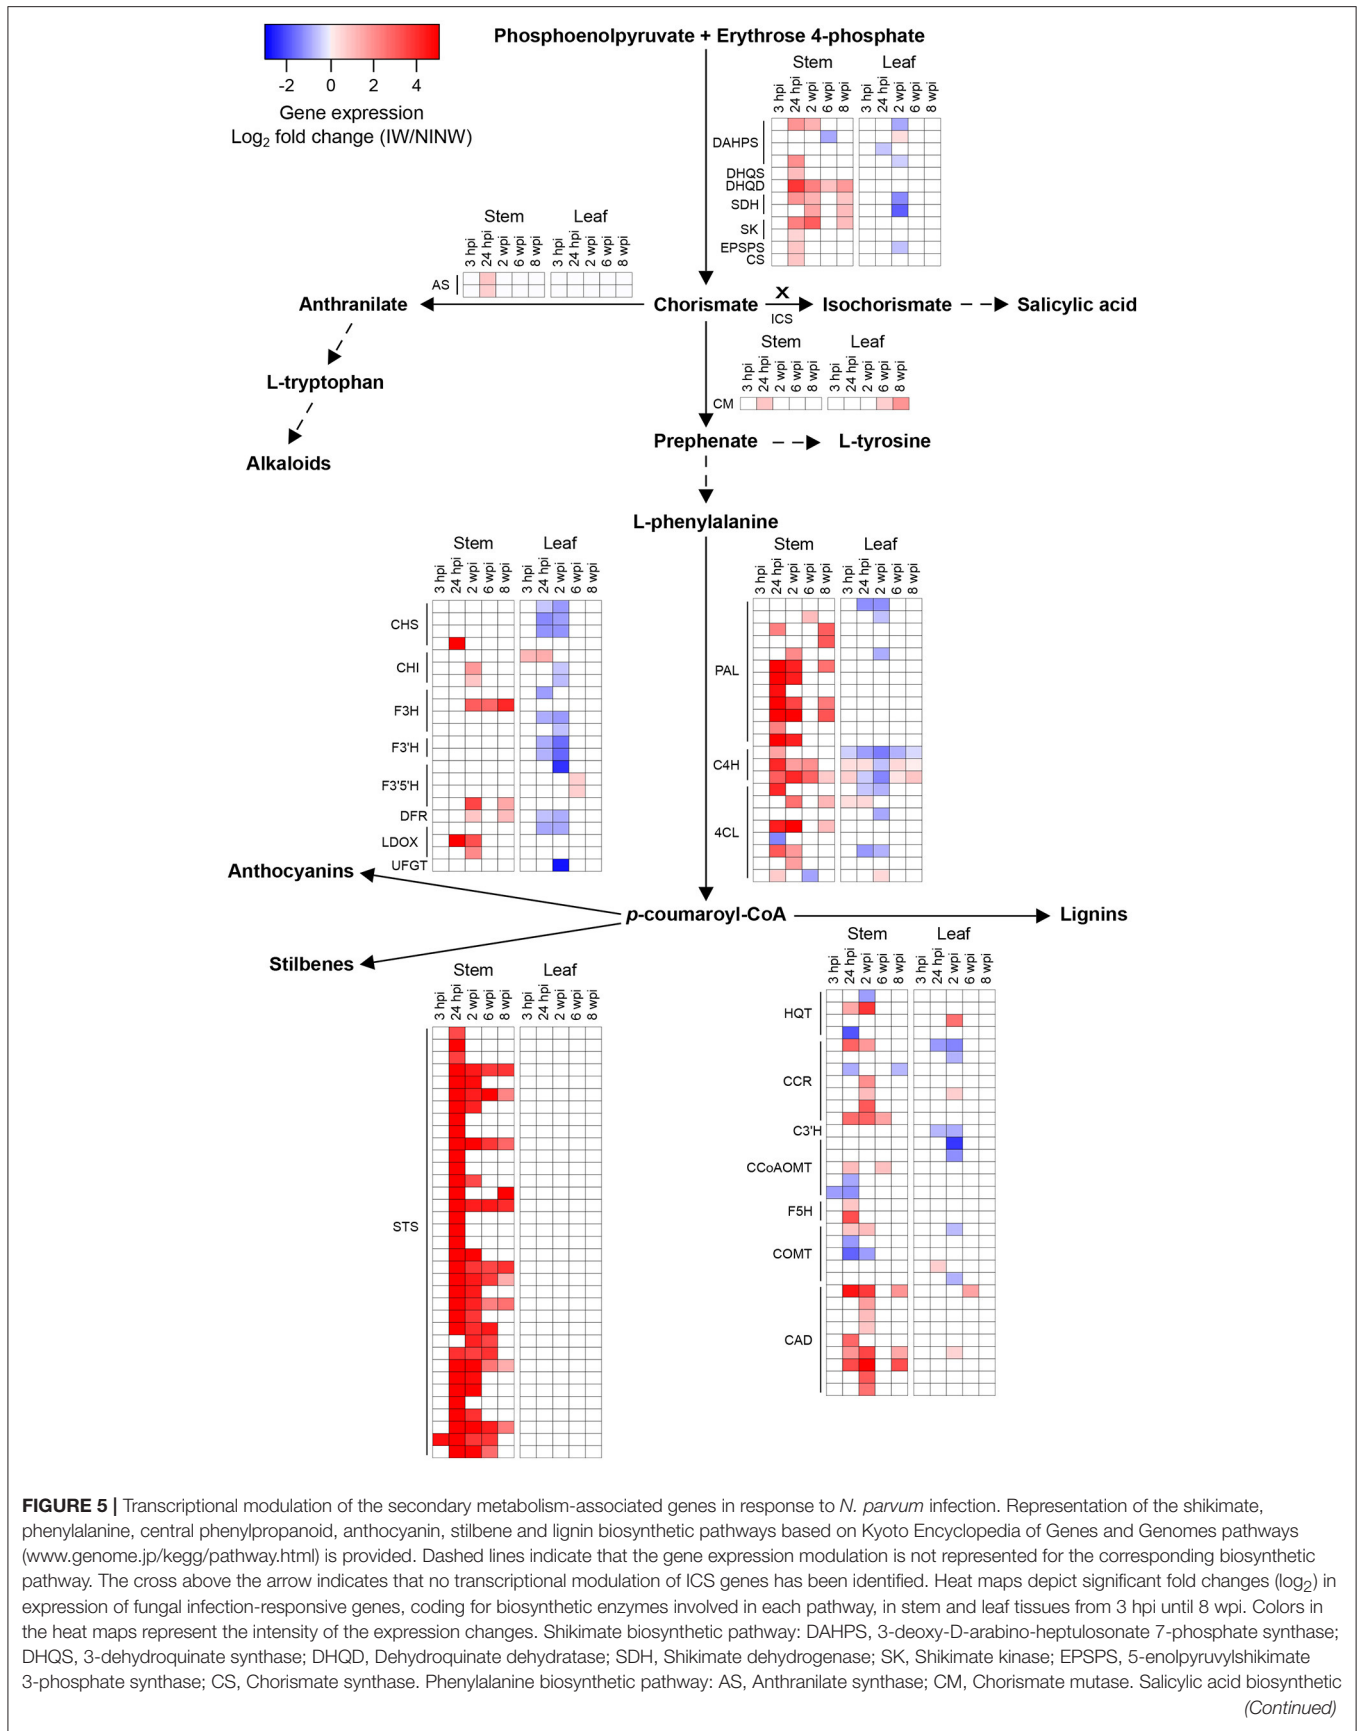 Phosphoenolpyruvate + Erythrose 4-phosphate
-2 0 2 4
Gene expression
Log2 fold change (IW/NINW)
Stem Leaf
3 hpi 24 hpi 2 wpi 6 wpi 8 wpi 3 hpi 24 hpi 2 wpi 6 wpi 8 wpi
DAHPS
DHQS
DHQD
SDH
SK
EPSPS
CS
Stem Leaf
3 hpi 24 hpi 2 wpi 6 wpi 8 wpi 3 hpi 24 hpi 2 wpi 6 wpi 8 wpi
AS
Anthranilate Chorismate X ICS Isochorismate Salicylic acid
Stem Leaf
3 hpi 24 hpi 2 wpi 6 wpi 8 wpi 3 hpi 24 hpi 2 wpi 6 wpi 8 wpi
CM
L-tryptophan
Alkaloids
Prephenate L-tyrosine
L-phenylalanine
Stem Leaf
3 hpi 24 hpi 2 wpi 6 wpi 8 wpi 3 hpi 24 hpi 2 wpi 6 wpi 8 wpi
CHS
CHI
F3H
F3'H
F3'5'H
DFR
LDOX
UFGT
Stem Leaf
3 hpi 24 hpi 2 wpi 6 wpi 8 wpi 3 hpi 24 hpi 2 wpi 6 wpi 8 wpi
PAL
C4H
4CL
Anthocyanins
p-coumaroyl-CoA Lignins
Stilbenes
Stem Leaf
3 hpi 24 hpi 2 wpi 6 wpi 8 wpi 3 hpi 24 hpi 2 wpi 6 wpi 8 wpi
STS
Stem Leaf
3 hpi 24 hpi 2 wpi 6 wpi 8 wpi 3 hpi 24 hpi 2 wpi 6 wpi 8 wpi
HQT
CCR
C3'H
CCoAOMT
F5H
COMT
CAD
FIGURE 5 | Transcriptional modulation of the secondary metabolism-associated genes in response to N. parvum infection. Representation of the shikimate,
phenylalanine, central phenylpropanoid, anthocyanin, stilbene and lignin biosynthetic pathways based on Kyoto Encyclopedia of Genes and Genomes pathways
(www.genome.jp/kegg/pathway.html) is provided. Dashed lines indicate that the gene expression modulation is not represented for the corresponding biosynthetic
pathway. The cross above the arrow indicates that no transcriptional modulation of ICS genes has been identified. Heat maps depict significant fold changes (log2) in
expression of fungal infection-responsive genes, coding for biosynthetic enzymes involved in each pathway, in stem and leaf tissues from 3 hpi until 8 wpi. Colors in
the heat maps represent the intensity of the expression changes. Shikimate biosynthetic pathway: DAHPS, 3-deoxy-D-arabino-heptulosonate 7-phosphate synthase;
DHQS, 3-dehydroquinate synthase; DHQD, Dehydroquinate dehydratase; SDH, Shikimate dehydrogenase; SK, Shikimate kinase; EPSPS, 5-enolpyruvylshikimate
3-phosphate synthase; CS, Chorismate synthase. Phenylalanine biosynthetic pathway: AS, Anthranilate synthase; CM, Chorismate mutase. Salicylic acid biosynthetic
(Continued)